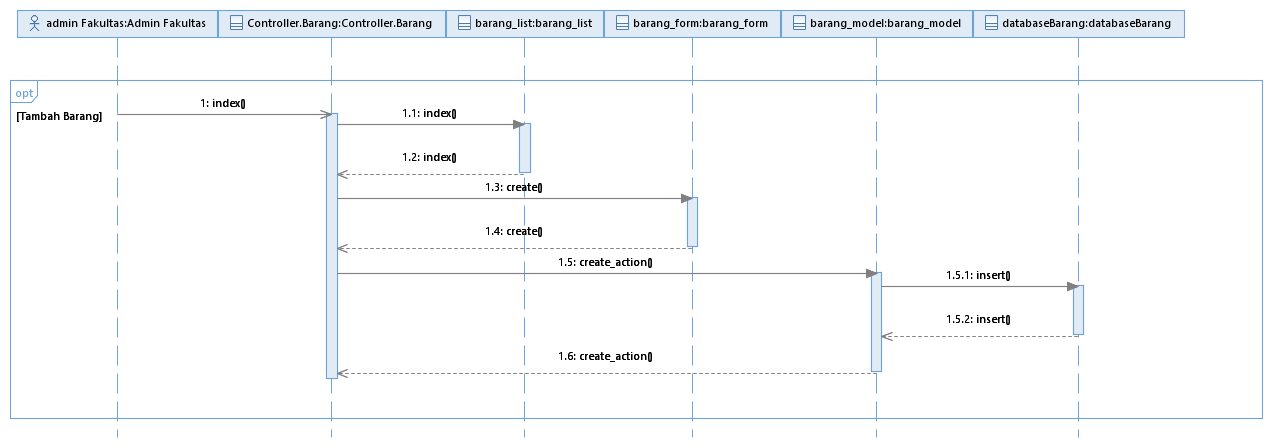 admin Fakultas:Admin Fakultas
Controller.Barang:Controller.Barang
barang_list:barang_list
barang_form:barang_form
barang_model:barang_model
databaseBarang:databaseBarang
opt
[Tambah Barang]
1: index()
1.1: index()
1.2: index()
1.3: create()
1.4: create()
1.5: create_action()
1.5.1: insert()
1.5.2: insert()
1.6: create_action()